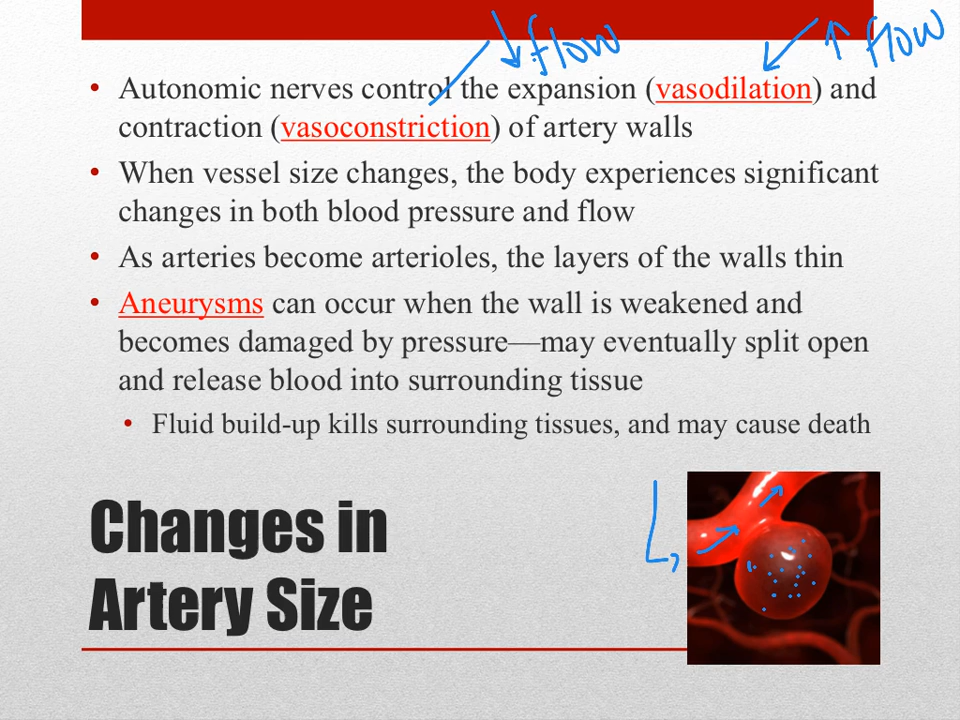 ↓ flow
↑ flow
• Autonomic nerves control the expansion (vasodilation) and
contraction (vasoconstriction) of artery walls
• When vessel size changes, the body experiences significant
changes in both blood pressure and flow
• As arteries become arterioles, the layers of the walls thin
• Aneurysms can occur when the wall is weakened and
becomes damaged by pressure—may eventually split open
and release blood into surrounding tissue
• Fluid build-up kills surrounding tissues, and may cause death
Changes in
Artery Size